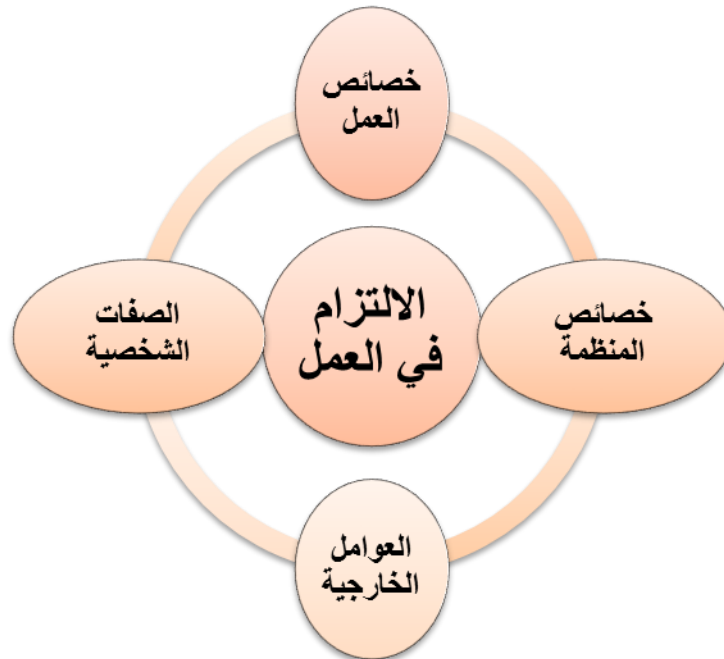 خصائص
العمل
الالتزام
في العمل
خصائص
المنظمة
الصفات
الشخصية
العوامل
الخارجية